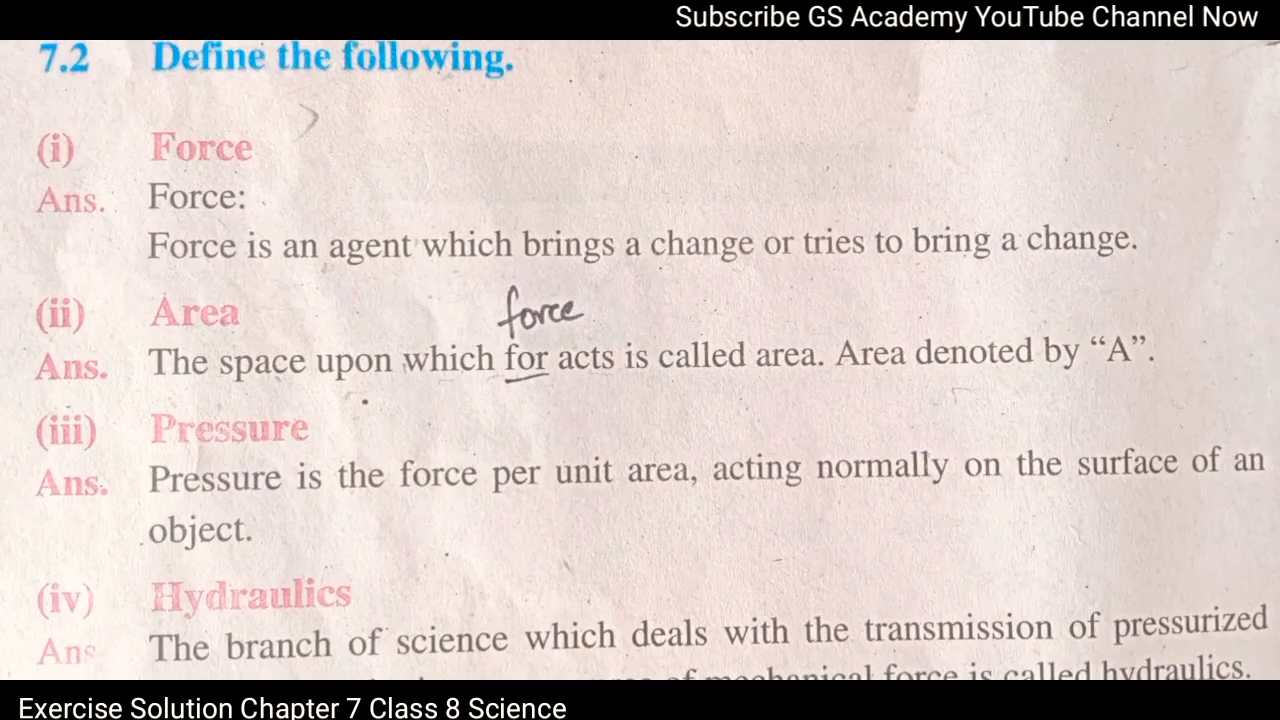 Subscribe GS Academy YouTube Channel Now
7.2 Define the following.
(i) Force
Ans. Force:
Force is an agent which brings a change or tries to bring a change.
(ii) Area
force
Ans. The space upon which for acts is called area. Area denoted by “A”.
(iii) Pressure
Ans. Pressure is the force per unit area, acting normally on the surface of an
object.
(iv) Hydraulics
Ans The branch of science which deals with the transmission of pressurized
of mechanical force is called hydraulics.
Exercise Solution Chapter 7 Class 8 Science